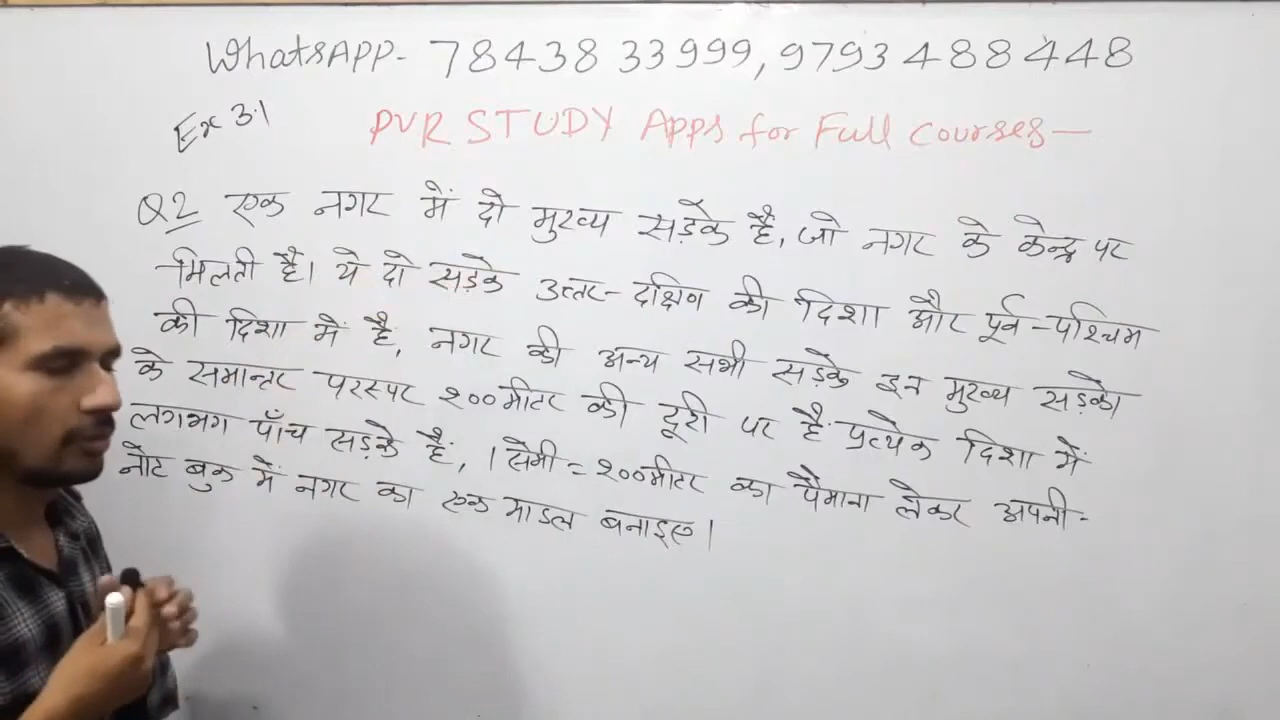 WhatsAPP- 78438 33999, 9793 488448
Ex 3.1
PVR STUDY Apps for Full Courses—
Q2 एक नगर में दो मुख्य सड़कें हैं, जो नगर के केन्द्र पर
मिलती हैं। ये दो सड़के उत्तर-दक्षिण की दिशा और पूर्व-पश्चिम
की दिशा में हैं, नगर की अन्य सभी सड़के इन मुख्य सड़को
के समान्तर परस्पर २०० मीटर की दूरी पर हैं प्रत्येक दिशा में
लगभग पाँच सड़के हैं, 1 सेमी = २०० मीटर का पैमाना लेकर अपनी-
नोट बुक में नगर का एक माडल बनाइए।